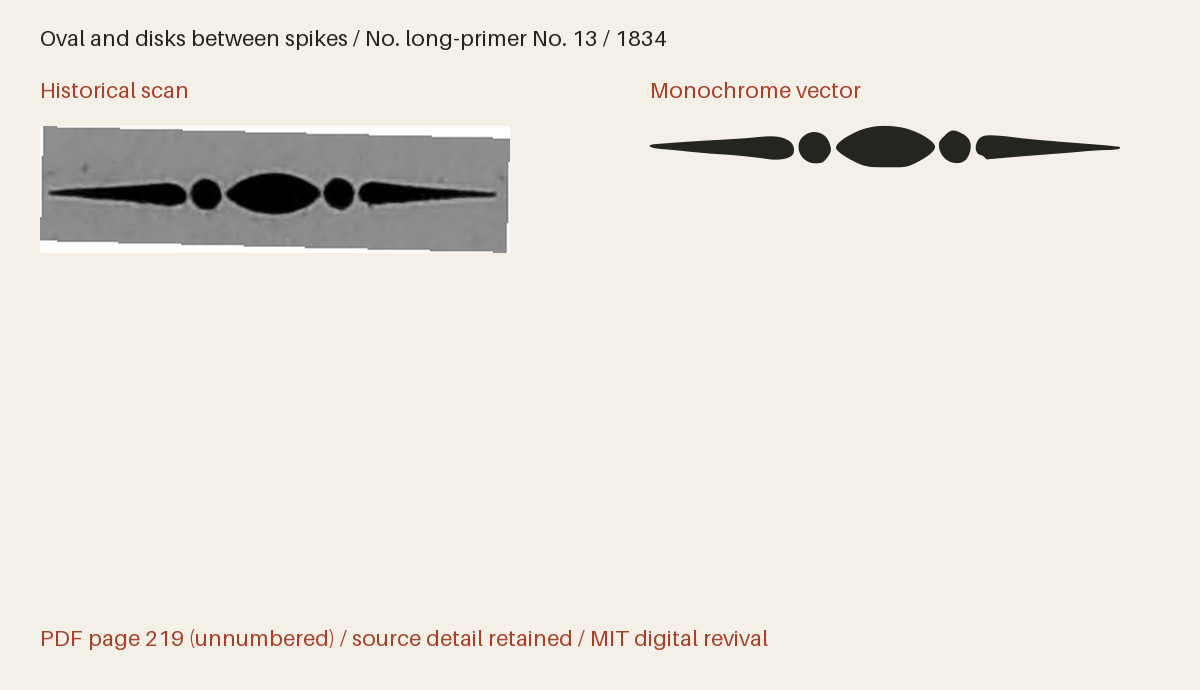 Oval and disks between spikes / No. long-primer No. 13 / 1834
Historical scan
Monochrome vector
PDF page 219 (unnumbered) / source detail retained / MIT digital revival